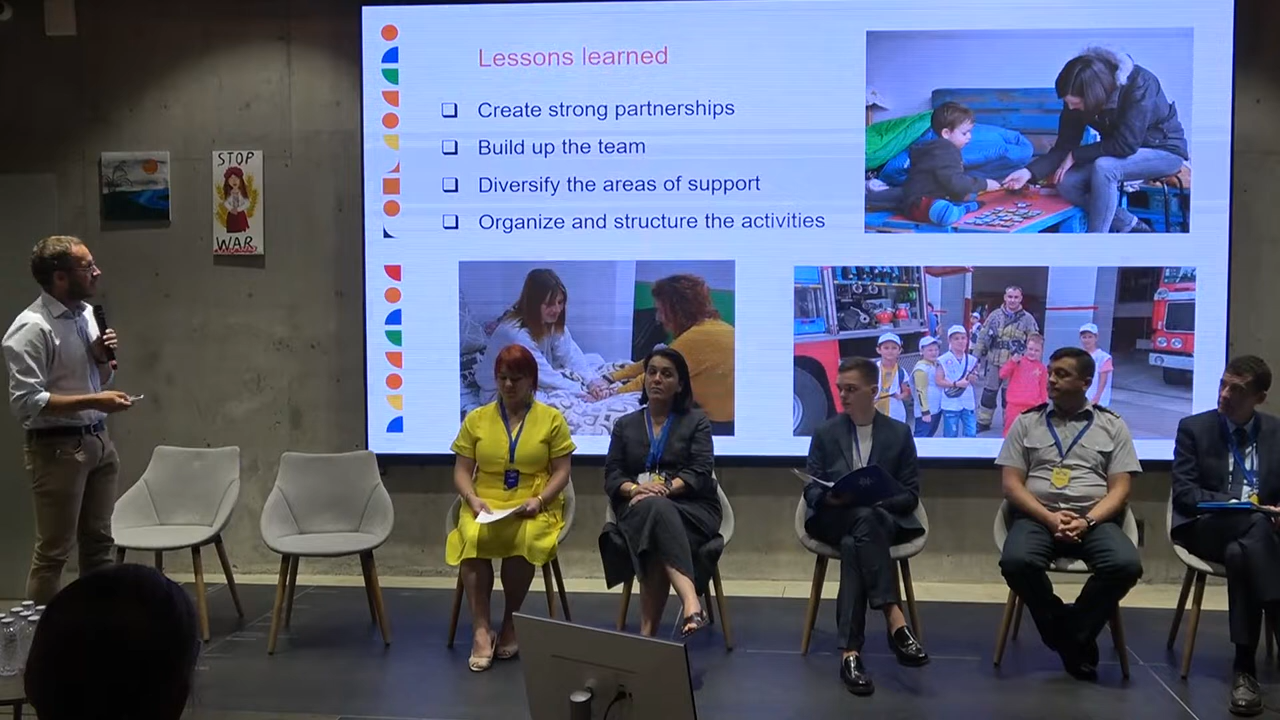 Lessons learned
Create strong partnerships
Build up the team
Diversify the areas of support
Organize and structure the activities
STOP
WAR